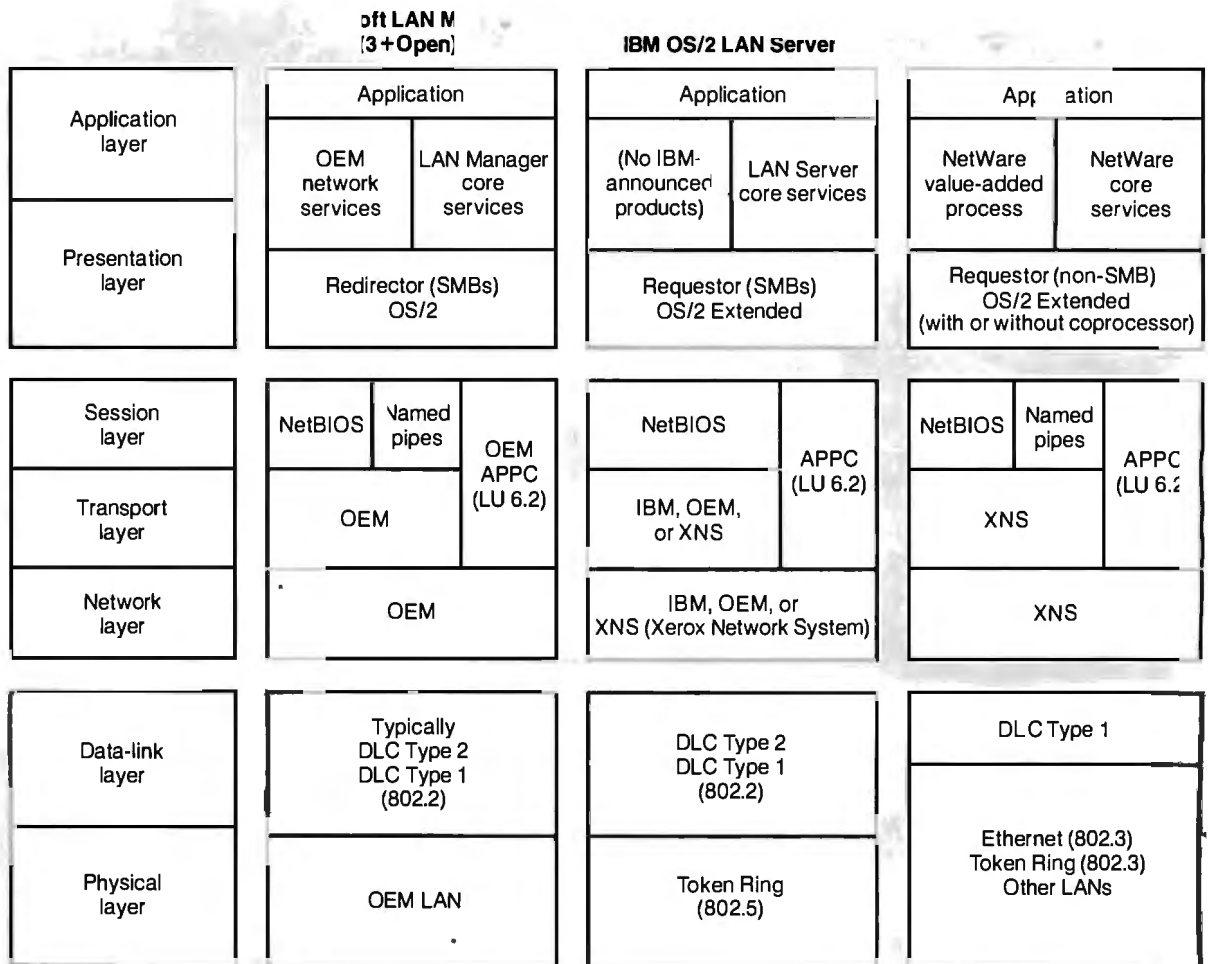 oft LAN M
(3+Open)
IBM OS/2 LAN Server
Application
layer
Presentation
layer
Session
layer
Transport
layer
Network
layer
Data-link
layer
Physical
layer
Application
OEM
network
services
LAN Manager
core
services
Redirector (SMBs)
OS/2
NetBIOS
Named
pipes
OEM
APPC
(LU 6.2)
OEM
OEM
Typically
DLC Type 2
DLC Type 1
(802.2)
OEM LAN
Application
(No IBM-
announced
products)
LAN Server
core services
Requestor (SMBs)
OS/2 Extended
NetBIOS
APPC
(LU 6.2)
IBM, OEM,
or XNS
IBM, OEM, or
XNS (Xerox Network System)
DLC Type 2
DLC Type 1
(802.2)
Token Ring
(802.5)
App ation
NetWare
value-added
process
NetWare
core
services
Requestor (non-SMB)
OS/2 Extended
(with or without coprocessor)
NetBIOS
Named
pipes
APPC
(LU 6.2
XNS
XNS
DLC Type 1
Ethernet (802.3)
Token Ring (802.3)
Other LANs